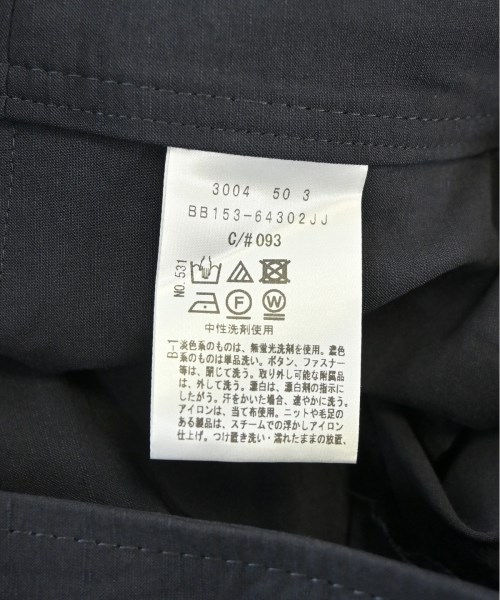 3004 50 3
BB153-64302JJ
C/#093
NO.531
F W
中性洗剤使用
B-1
淡色系のものは、無蛍光洗剤を使用。濃色
系のものは単品洗い。ボタン、ファスナー
等は、閉じて洗う。取り外し可能な附属品
は、外して洗う。漂白は、漂白剤の指示に
したがう。汗をかいた場合、速やかに洗う。
アイロンは、当て布使用。ニットや毛足の
ある製品は、スチームでの浮かしアイロン
仕上げ。つけ置き洗い・濡れたままの放置、